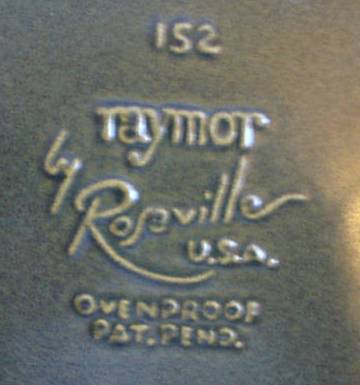 152
raymor
by
Roseville
U.S.A.
OVENPROOF
PAT. PEND.